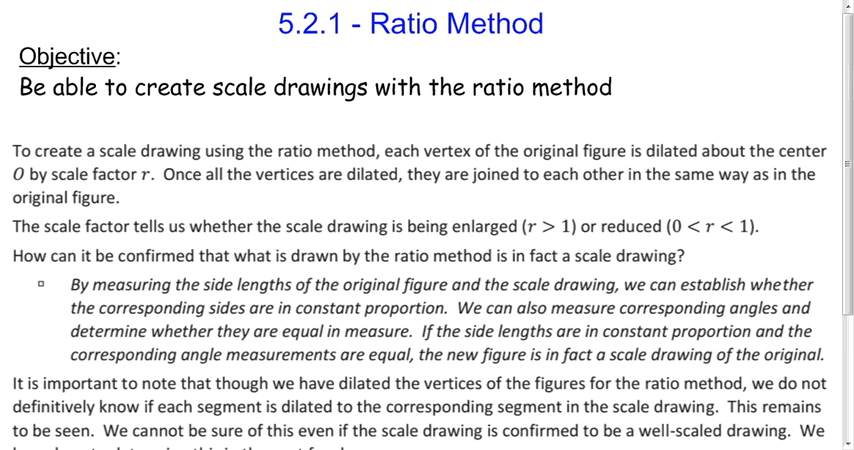 5.2.1 - Ratio Method
Objective:
Be able to create scale drawings with the ratio method
To create a scale drawing using the ratio method, each vertex of the original figure is dilated about the center
O by scale factor r. Once all the vertices are dilated, they are joined to each other in the same way as in the
original figure.
The scale factor tells us whether the scale drawing is being enlarged (r > 1) or reduced (0 < r < 1).
How can it be confirmed that what is drawn by the ratio method is in fact a scale drawing?
▫ By measuring the side lengths of the original figure and the scale drawing, we can establish whether
the corresponding sides are in constant proportion. We can also measure corresponding angles and
determine whether they are equal in measure. If the side lengths are in constant proportion and the
corresponding angle measurements are equal, the new figure is in fact a scale drawing of the original.
It is important to note that though we have dilated the vertices of the figures for the ratio method, we do not
definitively know if each segment is dilated to the corresponding segment in the scale drawing. This remains
to be seen. We cannot be sure of this even if the scale drawing is confirmed to be a well-scaled drawing. We